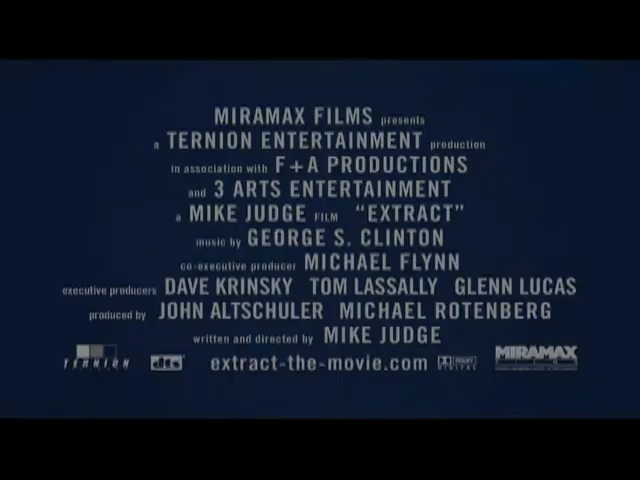 MIRAMAX FILMS presents
a TERNION ENTERTAINMENT production
in association with F+A PRODUCTIONS
and 3 ARTS ENTERTAINMENT
a MIKE JUDGE FILM "EXTRACT"
music by GEORGE S. CLINTON
co-executive producer MICHAEL FLYNN
executive producers DAVE KRINSKY TOM LASSALLY GLENN LUCAS
produced by JOHN ALTSCHULER MICHAEL ROTENBERG
written and directed by MIKE JUDGE
TERNION dts extract-the-movie.com DOLBY DIGITAL MIRAMAX